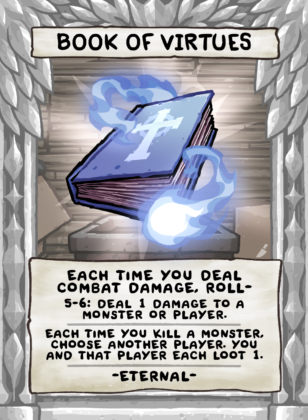 BOOK OF VIRTUES
EACH TIME YOU DEAL
COMBAT DAMAGE, ROLL-
5-6: DEAL 1 DAMAGE TO A
MONSTER OR PLAYER.
EACH TIME YOU KILL A MONSTER,
CHOOSE ANOTHER PLAYER. YOU
AND THAT PLAYER EACH LOOT 1.
-ETERNAL-